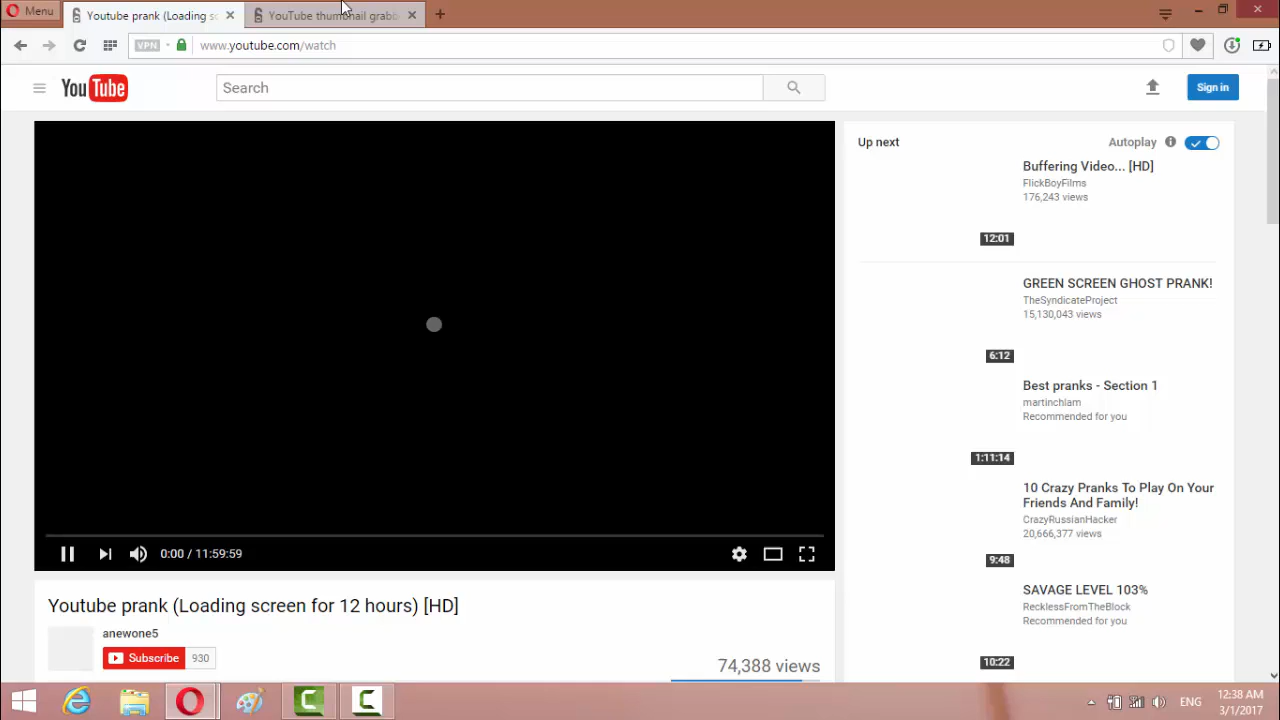 Menu
Youtube prank (Loading sc
YouTube thumbnail grabb
VPN
www.youtube.com/watch
YouTube
Search
Sign in
Up next
Autoplay
Buffering Video... [HD]
FlickBoyFilms
176,243 views
12:01
GREEN SCREEN GHOST PRANK!
TheSyndicateProject
15,130,043 views
6:12
Best pranks - Section 1
martinchlam
Recommended for you
1:11:14
10 Crazy Pranks To Play On Your
Friends And Family!
CrazyRussianHacker
20,666,377 views
9:48
SAVAGE LEVEL 103%
RecklessFromTheBlock
Recommended for you
10:22
0:00 / 11:59:59
Youtube prank (Loading screen for 12 hours) [HD]
anewone5
Subscribe 930
74,388 views
ENG
12:38 AM
3/1/2017